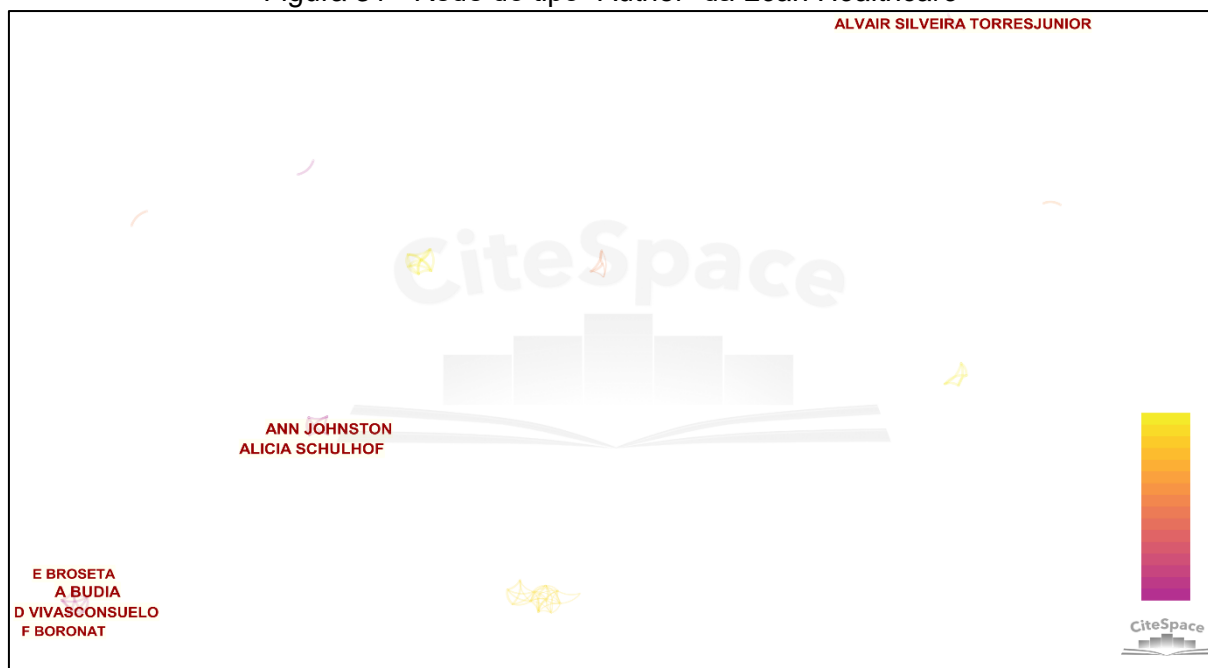 ALVAIR SILVEIRA TORRESJUNIOR
CiteSpace
ANN JOHNSTON
ALICIA SCHULHOF
E BROSETA
A BUDIA
D VIVASCONSUELO
F BORONAT
CiteSpace